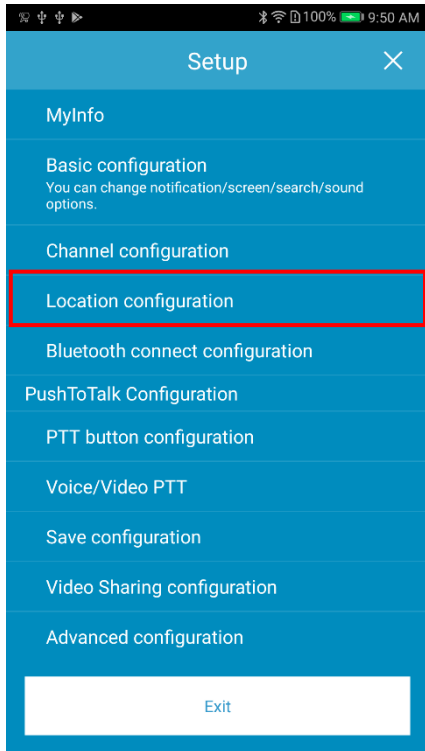 100% 9:50 AM
Setup
MyInfo
Basic configuration
You can change notification/screen/search/sound
options.
Channel configuration
Location configuration
Bluetooth connect configuration
PushToTalk Configuration
PTT button configuration
Voice/Video PTT
Save configuration
Video Sharing configuration
Advanced configuration
Exit